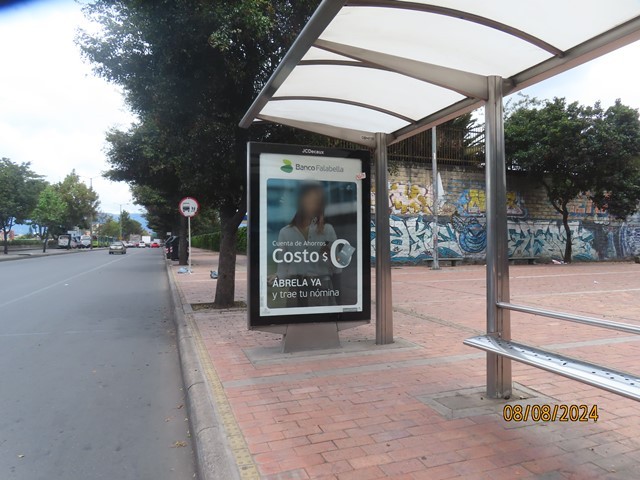 JCDecaux
Banco Falabella
Cuenta de Ahorros
Costo $0
ÁBRELA YA
y trae tu nómina
08/08/2024